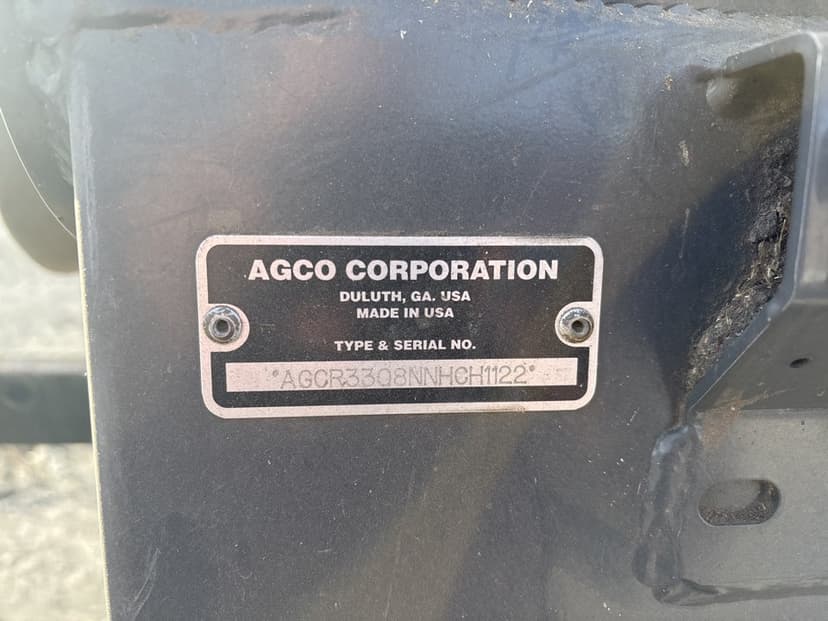 AGCO CORPORATION
DULUTH, GA. USA
MADE IN USA
TYPE & SERIAL NO.
*AGCR3308NNHCH1122*